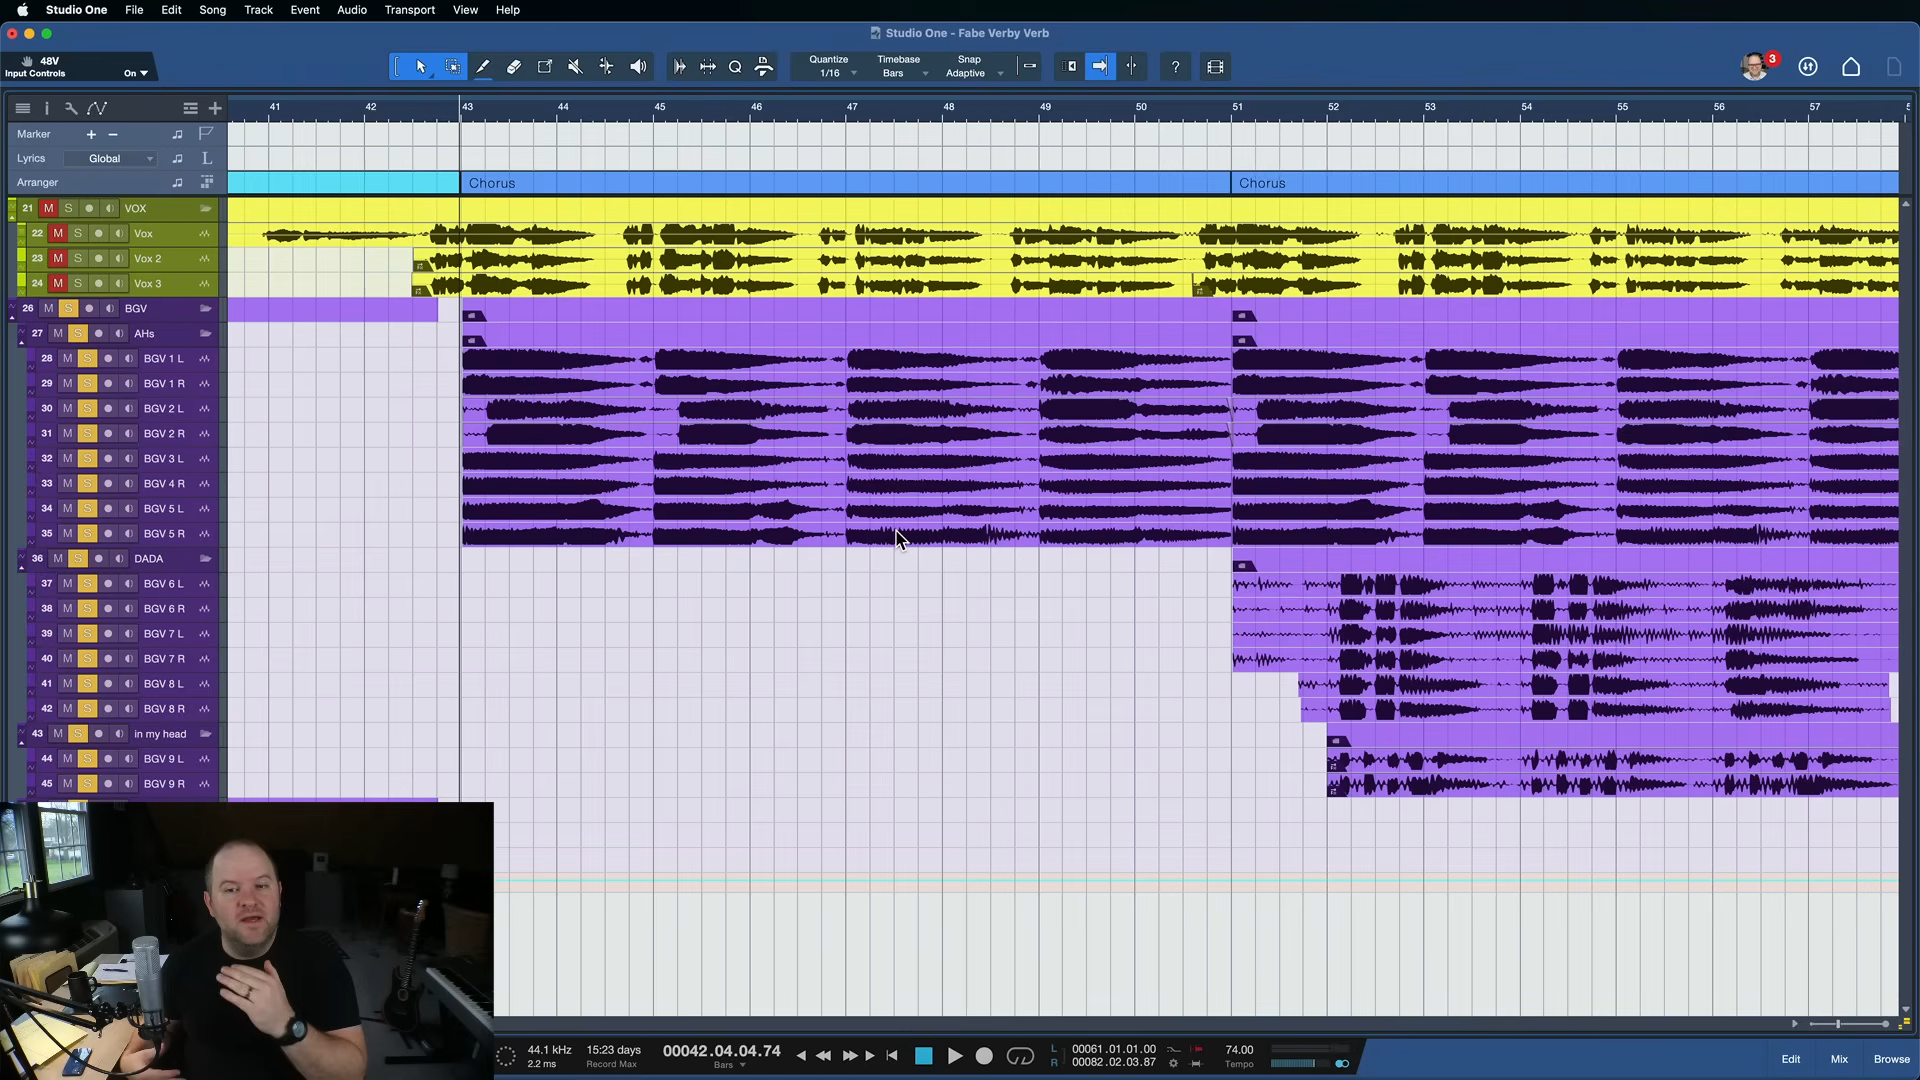 Studio One File Edit Song Track Event Audio Transport View Help
Studio One - Fabe Verby Verb
48V
Input Controls On
Quantize Timebase Snap
1/16 Bars Adaptive
?
3
41 42 43 44 45 46 47 48 49 50 51 52 53 54 55 56 57
Marker
Lyrics Global L
Arranger
Chorus Chorus
21 M S VOX
22 M S Vox
23 M S Vox 2
24 M S Vox 3
26 M S BGV
27 M S AHs
28 M S BGV 1 L
29 M S BGV 1 R
30 M S BGV 2 L
31 M S BGV 2 R
32 M S BGV 3 L
33 M S BGV 4 R
34 M S BGV 5 L
35 M S BGV 5 R
36 M S DADA
37 M S BGV 6 L
38 M S BGV 6 R
39 M S BGV 7 L
40 M S BGV 7 R
41 M S BGV 8 L
42 M S BGV 8 R
43 M S in my head
44 M S BGV 9 L
45 M S BGV 9 R
44.1 kHz 15:23 days 00042.04.04.74 L 00061.01.01.00 74.00
2.2 ms Record Max Bars R 00082.02.03.87 Tempo
Edit Mix Browse